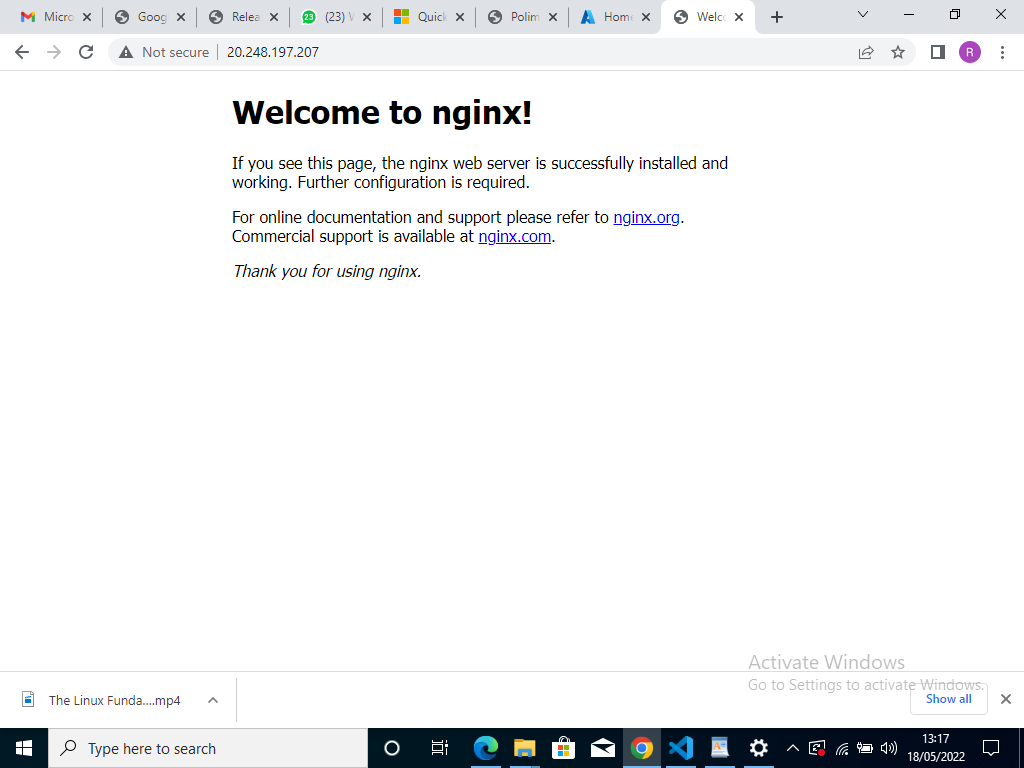 Micro
Goog
Relea
23
(23) W
Quick
Polim
Home
Welco
Not secure
20.248.197.207
R
Welcome to nginx!
If you see this page, the nginx web server is successfully installed and
working. Further configuration is required.
For online documentation and support please refer to nginx.org.
Commercial support is available at nginx.com.
Thank you for using nginx.
Activate Windows
Go to Settings to activate Windows.
The Linux Funda....mp4
Show all
Type here to search
13:17
18/05/2022